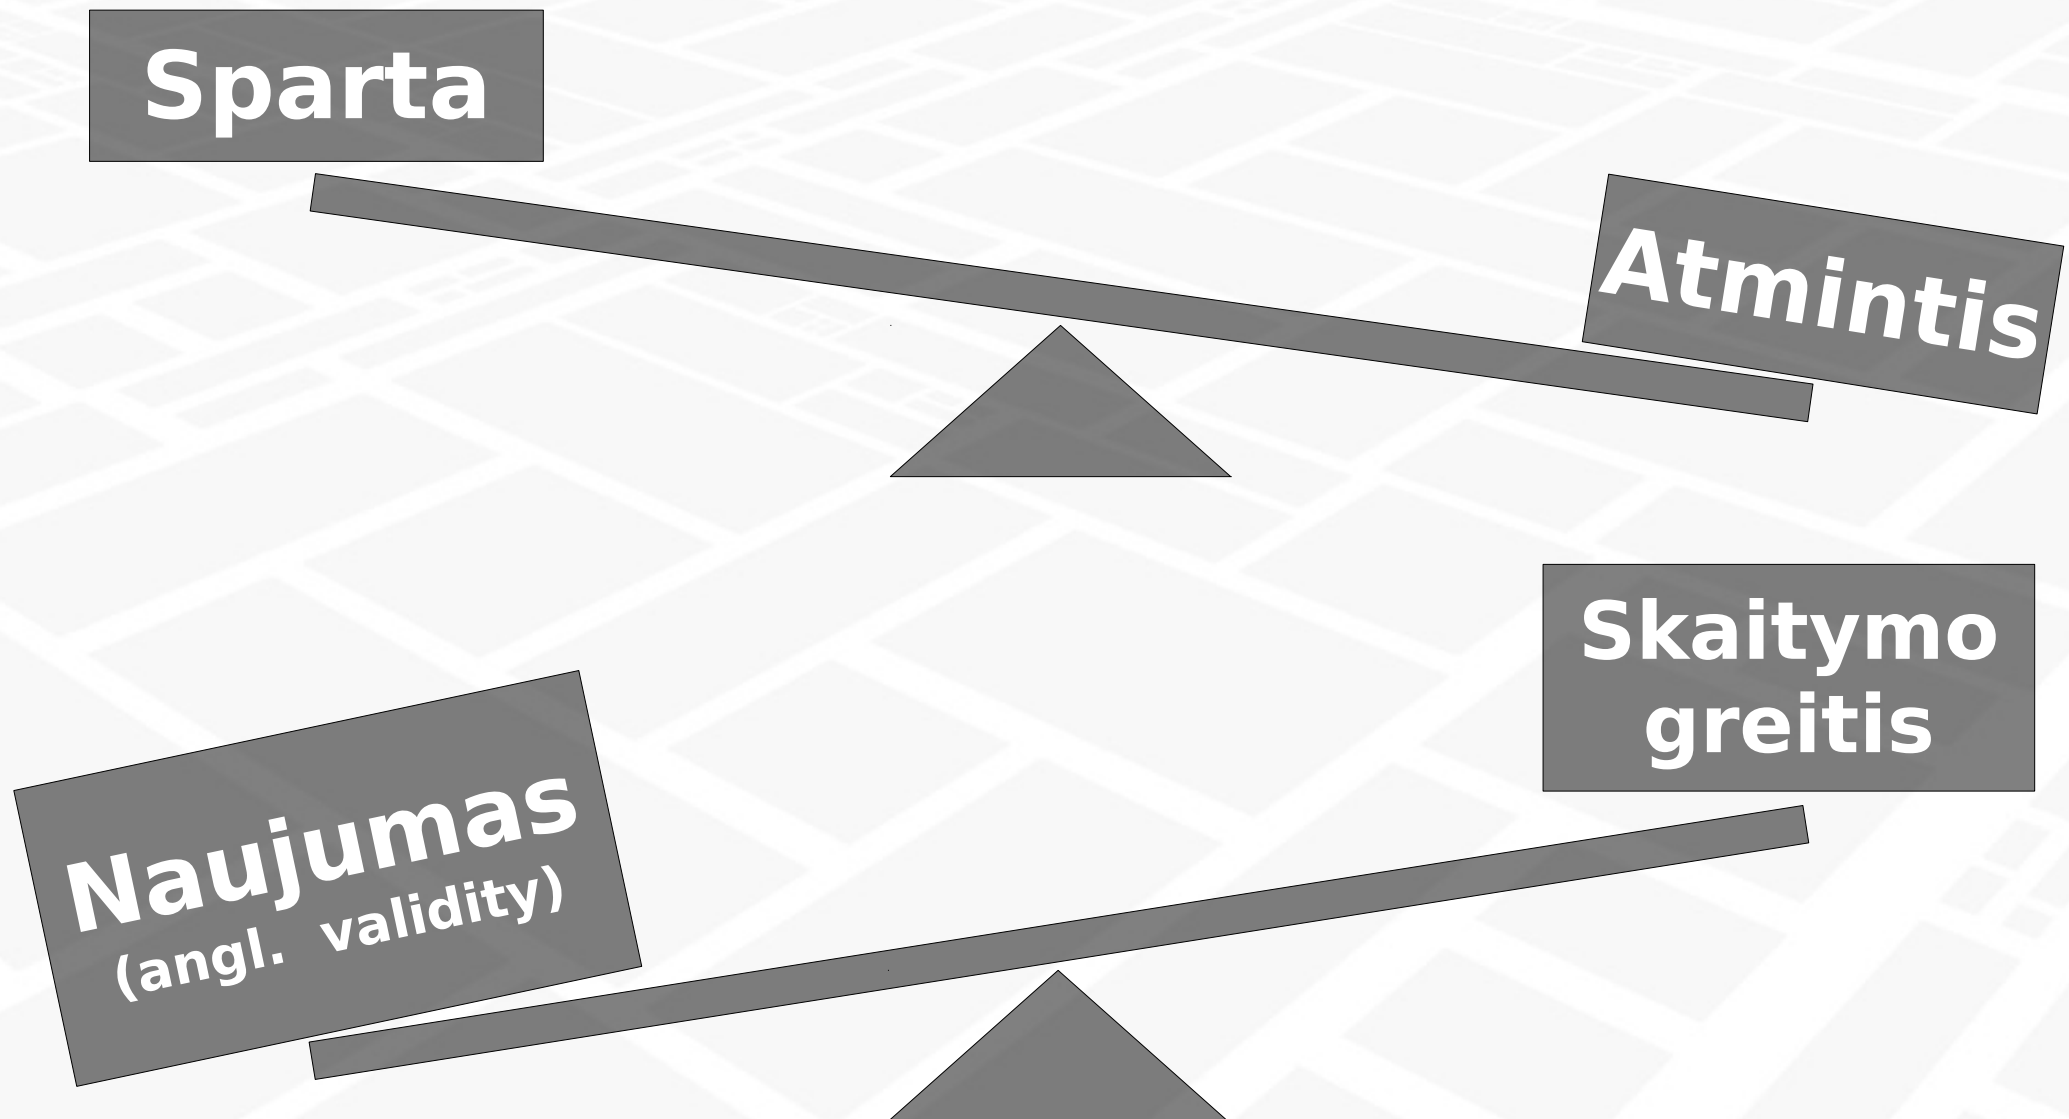 Sparta
Atmintis
Skaitymo
greitis
Naujumas
(angl. validity)